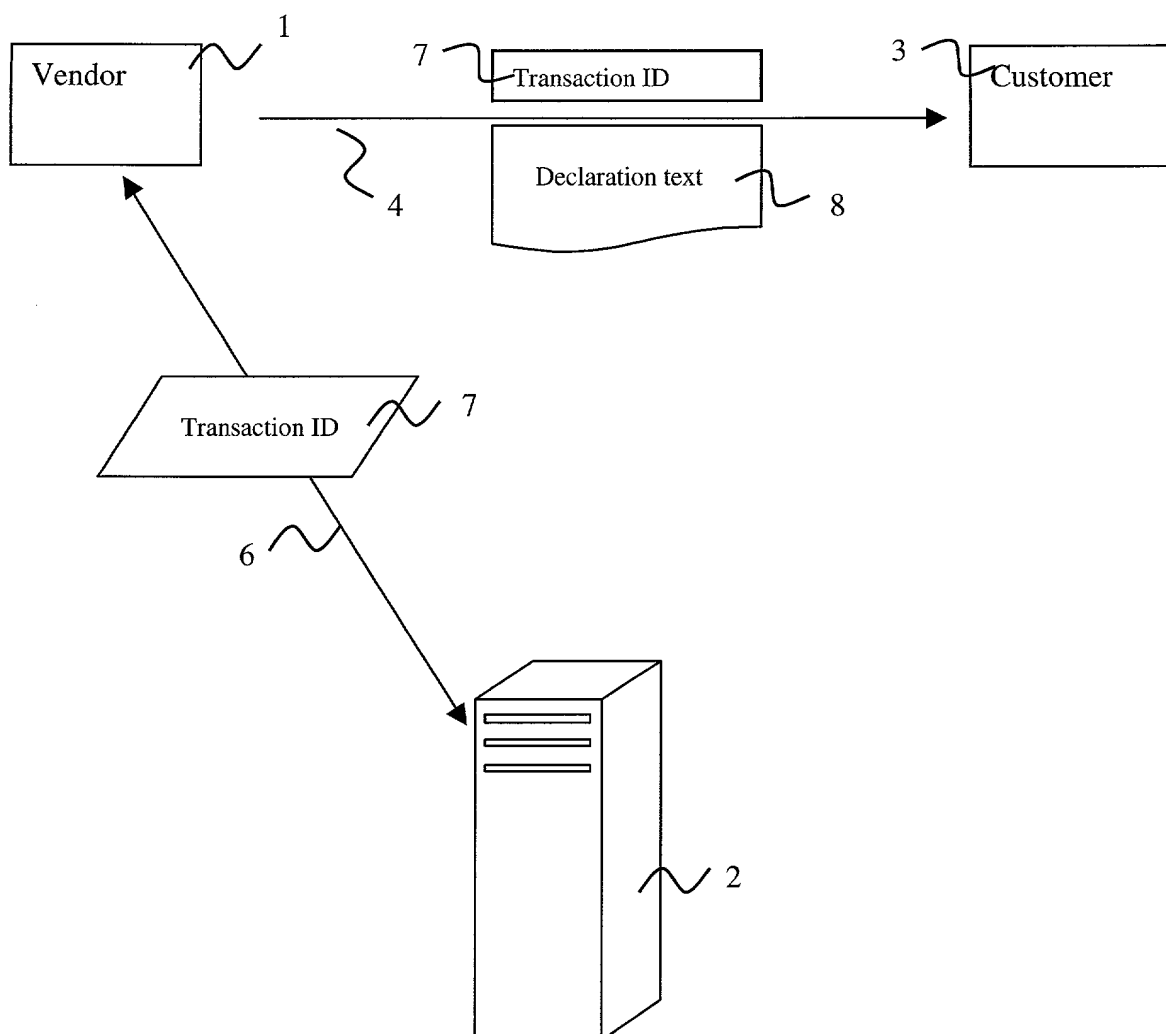 1
Vendor
7
Transaction ID
3
Customer
4
Declaration text
8
Transaction ID
7
6
2